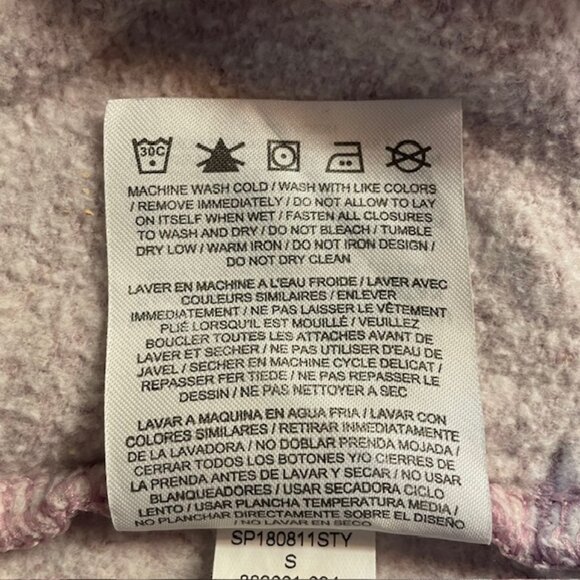 30C
MACHINE WASH COLD / WASH WITH LIKE COLORS
/ REMOVE IMMEDIATELY / DO NOT ALLOW TO LAY
ON ITSELF WHEN WET / FASTEN ALL CLOSURES
TO WASH AND DRY / DO NOT BLEACH / TUMBLE
DRY LOW / WARM IRON / DO NOT IRON DESIGN /
DO NOT DRY CLEAN
LAVER EN MACHINE A L'EAU FROIDE / LAVER AVEC
COULEURS SIMILAIRES / ENLEVER
IMMEDIATEMENT / NE PAS LAISSER LE VÊTEMENT
PLIÉ LORSQU'IL EST MOUILLÉ / VEUILLEZ
BOUCLER TOUTES LES ATTACHES AVANT DE
LAVER ET SECHER / NE PAS UTILISER D'EAU DE
JAVEL / SECHER EN MACHINE CYCLE DELICAT /
REPASSER FER TIEDE / NE PAS REPASSER LE
DESSIN / NE PAS NETTOYER A SEC
LAVAR A MAQUINA EN AGUA FRIA / LAVAR CON
COLORES SIMILARES / RETIRAR INMEDIATAMENTE
DE LA LAVADORA / NO DOBLAR PRENDA MOJADA /
CERRAR TODOS LOS BOTONES Y/O CIERRES DE
LA PRENDA ANTES DE LAVAR Y SECAR / NO USAR
BLANQUEADORES / USAR SECADORA CICLO
LENTO / USAR PLANCHA TEMPERATURA MEDIA /
NO PLANCHAR DIRECTAMENTE SOBRE EL DISEÑO
/ NO LAVAR EN SECO
SP180811STY
S